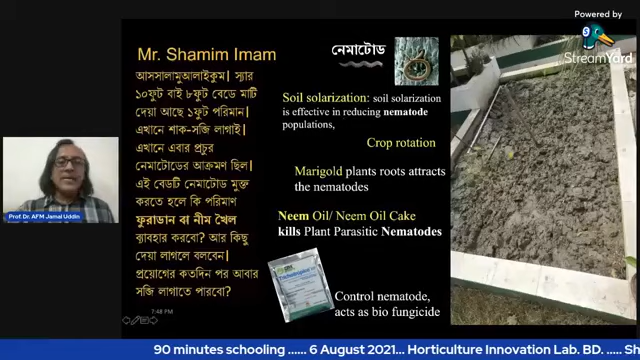 Powered by
StreamYard
Mr. Shamim Imam
আসসালামুআলাইকুম। স্যার
১০ফুট বাই ৮ফুট বেডে মাটি
দেয়া আছে ১ফুট পরিমান।
এখানে শাক-সব্জি লাগাই।
এখানে এবার প্রচুর
নেমাটোডের আক্রমণ ছিল।
এই বেডটি নেমাটোড মুক্ত
করতে হলে কি পরিমাণ
ফুরাডান বা নীম খৈল
ব্যাবহার করবো? আর কিছু
দেয়া লাগলে বলবেন।
প্রয়োগের কতদিন পর আবার
সব্জি লাগাতে পারবো?
7:48 PM
নেমাটোড
Soil solarization: soil solarization
is effective in reducing nematode
populations,
Crop rotation
Marigold plants roots attracts
the nematodes
Neem Oil/ Neem Oil Cake
kills Plant Parasitic Nematodes
Control nematode,
acts as bio fungicide
Prof. Dr. AFM Jamal Uddin
90 minutes schooling ...... 6 August 2021... Horticulture Innovation Lab. BD. ..... Sh